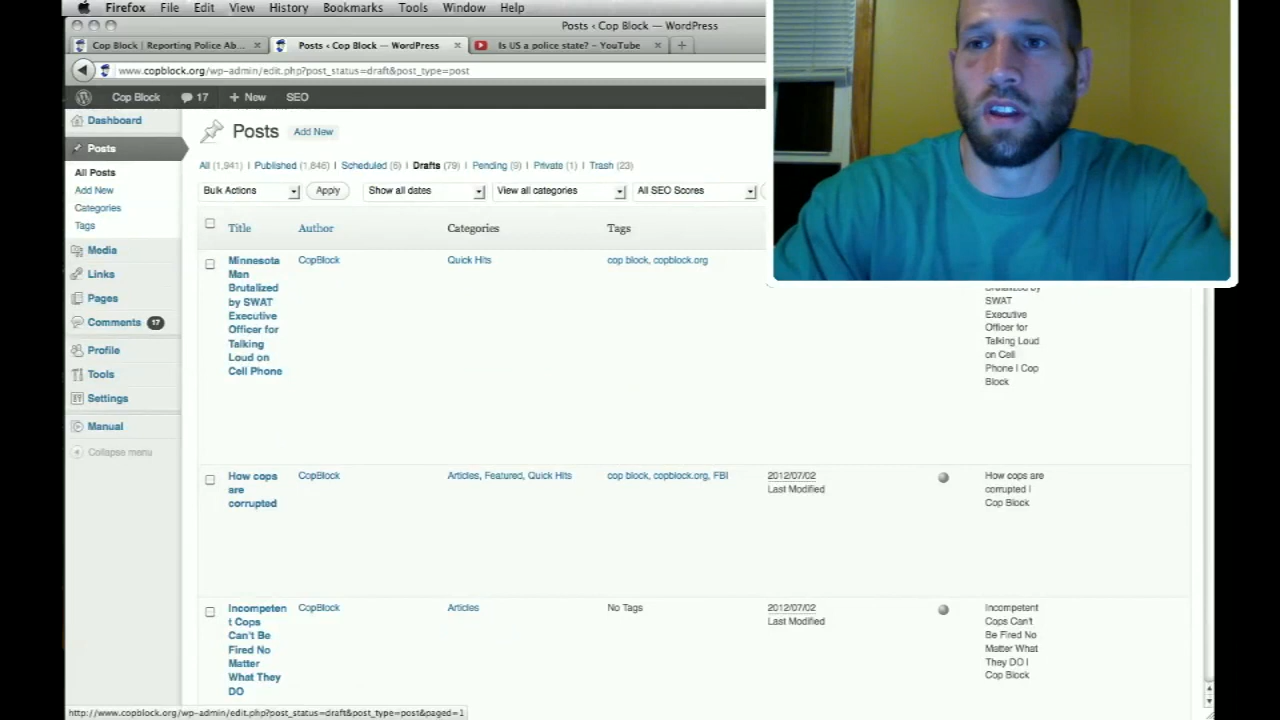 Firefox File Edit View History Bookmarks Tools Window Help
Posts ‹ Cop Block — WordPress
Cop Block | Reporting Police Ab... × Posts ‹ Cop Block — WordPress × Is US a police state? – YouTube × +
www.copblock.org/wp-admin/edit.php?post_status=draft&post_type=post
Cop Block 17 + New SEO
Dashboard
Posts
All Posts
Add New
Categories
Tags
Media
Links
Pages
Comments 17
Profile
Tools
Settings
Manual
Collapse menu
Posts Add New
All (1,941) | Published (1,846) | Scheduled (6) | Drafts (79) | Pending (9) | Private (1) | Trash (23)
Bulk Actions Apply Show all dates View all categories All SEO Scores
Title Author Categories Tags
Minnesota
Man
Brutalized
by SWAT
Executive
Officer for
Talking
Loud on
Cell Phone
CopBlock
Quick Hits
cop block, copblock.org
Brutalized by
SWAT
Executive
Officer for
Talking Loud
on Cell
Phone | Cop
Block
How cops
are
corrupted
CopBlock
Articles, Featured, Quick Hits
cop block, copblock.org, FBI
2012/07/02
Last Modified
How cops are
corrupted |
Cop Block
Incompeten
t Cops
Can't Be
Fired No
Matter
What They
DO
CopBlock
Articles
No Tags
2012/07/02
Last Modified
Incompetent
Cops Can't
Be Fired No
Matter What
They DO |
Cop Block
http://www.copblock.org/wp-admin/edit.php?post_status=draft&post_type=post&paged=1